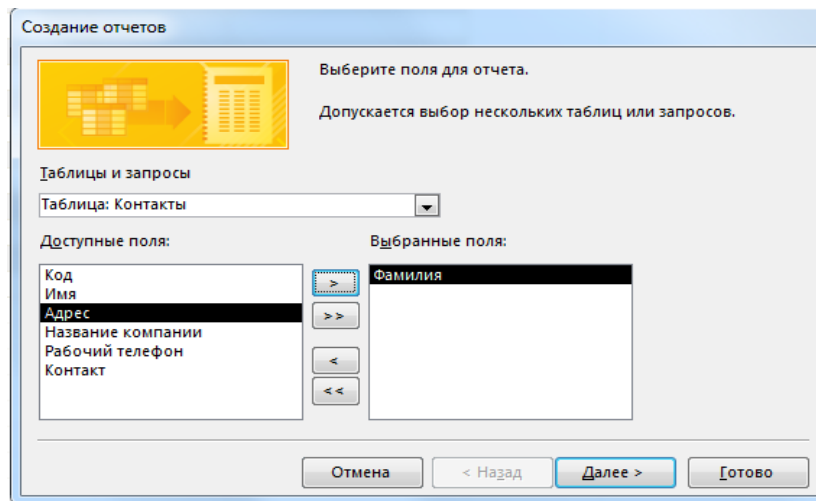 Создание отчетов
Выберите поля для отчета.
Допускается выбор нескольких таблиц или запросов.
Таблицы и запросы
Таблица: Контакты
Доступные поля:
Выбранные поля:
Код
Имя
Адрес
Название компании
Рабочий телефон
Контакт
>
>>
<
<<
Фамилия
Отмена
< Назад
Далее >
Готово